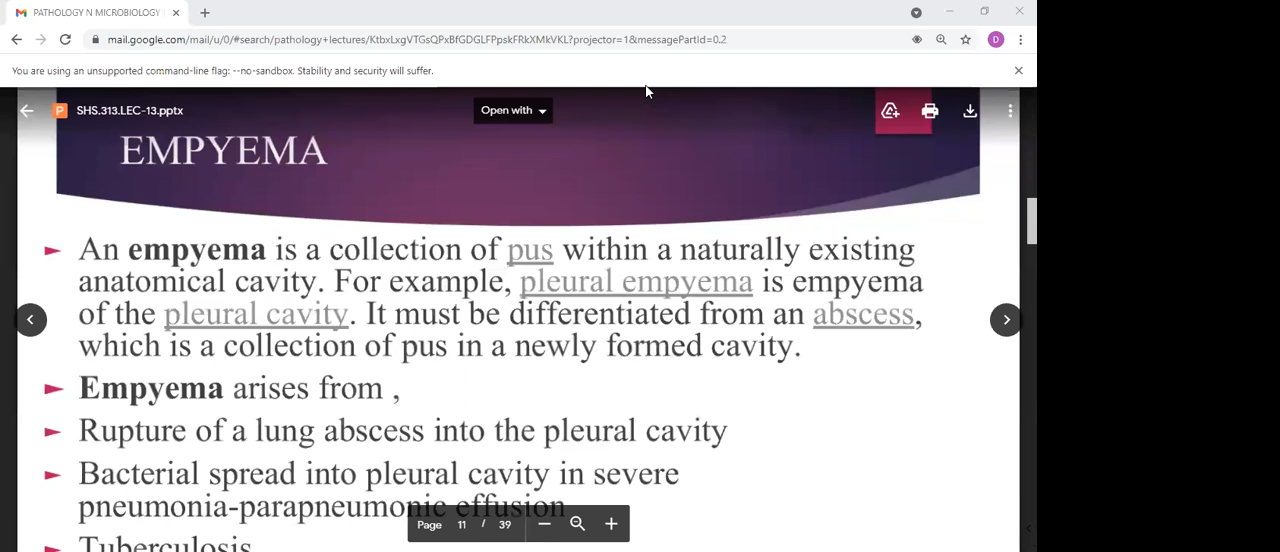 PATHOLOGY N MICROBIOLOGY
mail.google.com/mail/u/0/#search/pathology+lectures/KtbxLxgVTGsQPxBfGDGLFPpskFRkXMkVKL?projector=1&messagePartId=0.2
D
You are using an unsupported command-line flag: --no-sandbox. Stability and security will suffer.
P SHS.313.LEC-13.pptx
Open with
EMPYEMA
An empyema is a collection of pus within a naturally existing
anatomical cavity. For example, pleural empyema is empyema
of the pleural cavity. It must be differentiated from an abscess,
which is a collection of pus in a newly formed cavity.
Empyema arises from ,
Rupture of a lung abscess into the pleural cavity
Bacterial spread into pleural cavity in severe
pneumonia-parapneumonic effusion
Page 11 / 39
Tuberculosis